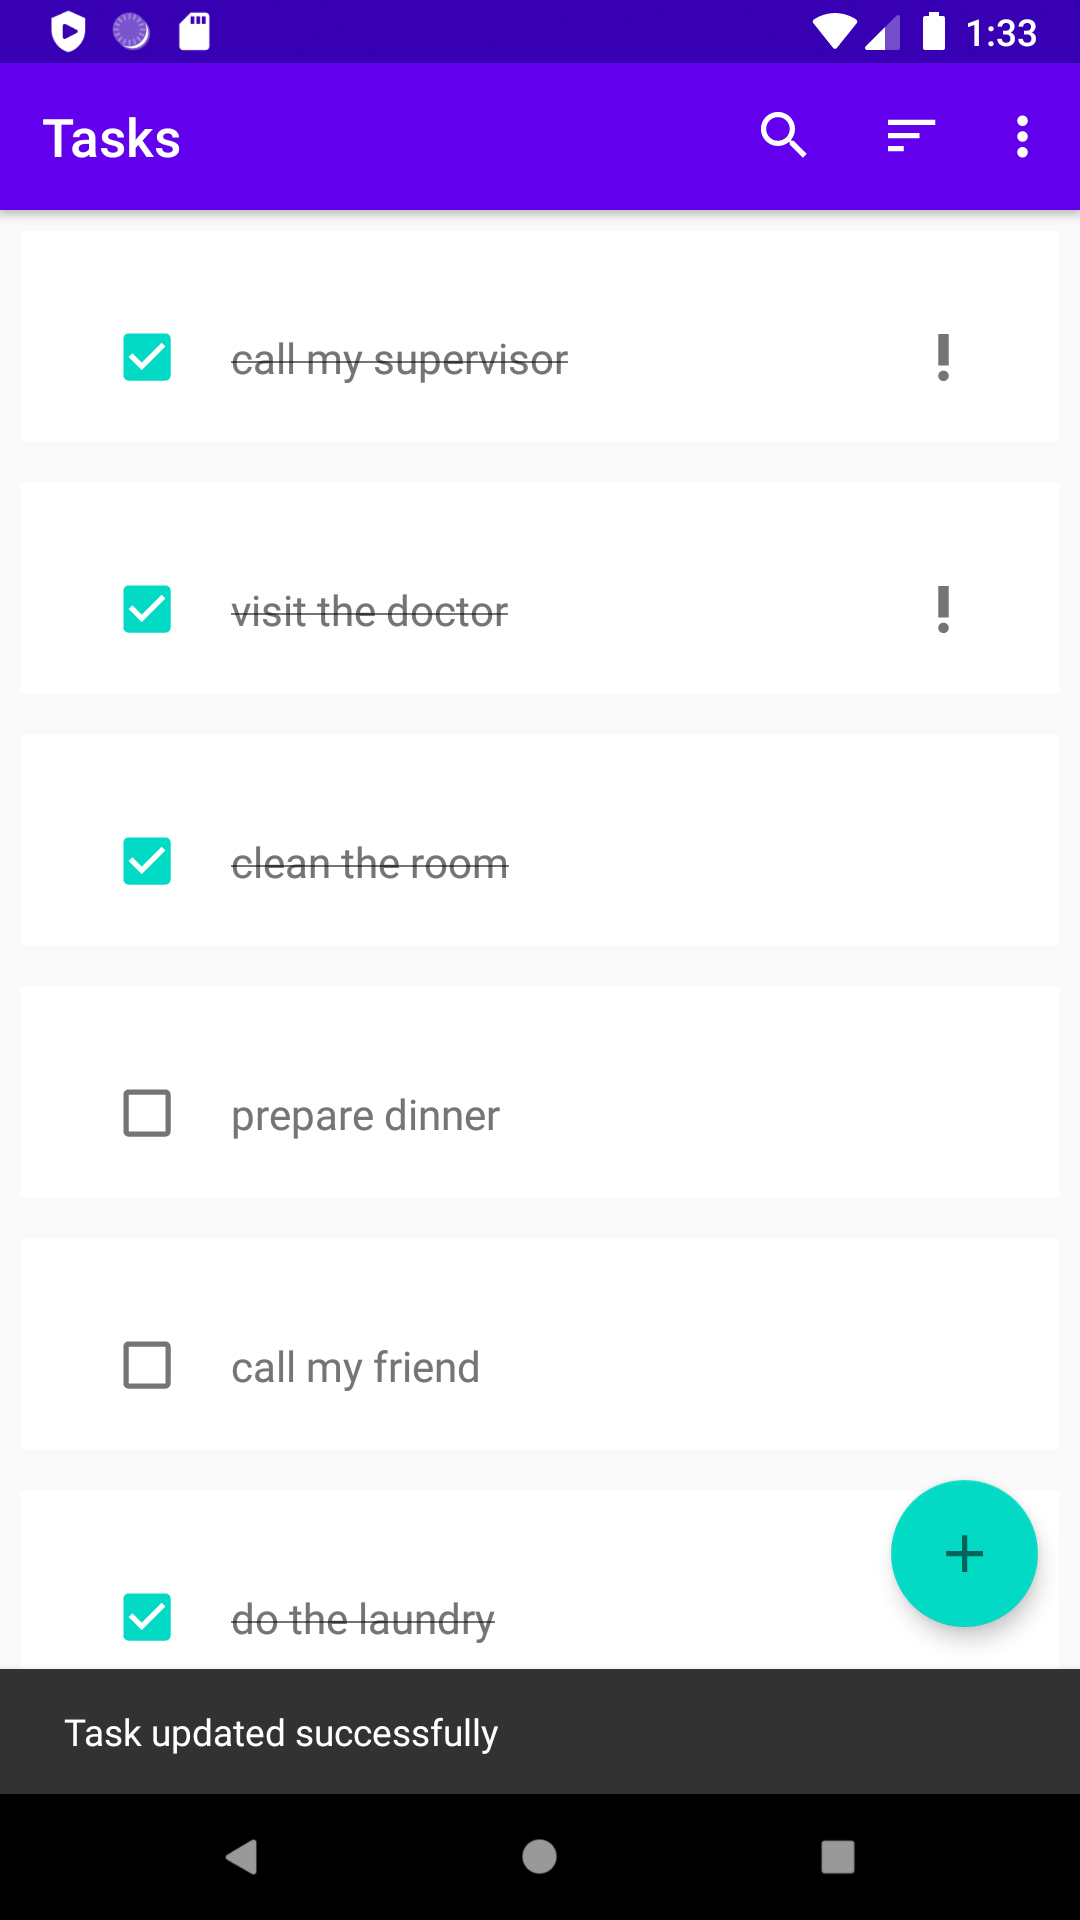 1:33
Tasks
call my supervisor
visit the doctor
clean the room
prepare dinner
call my friend
do the laundry
Task updated successfully